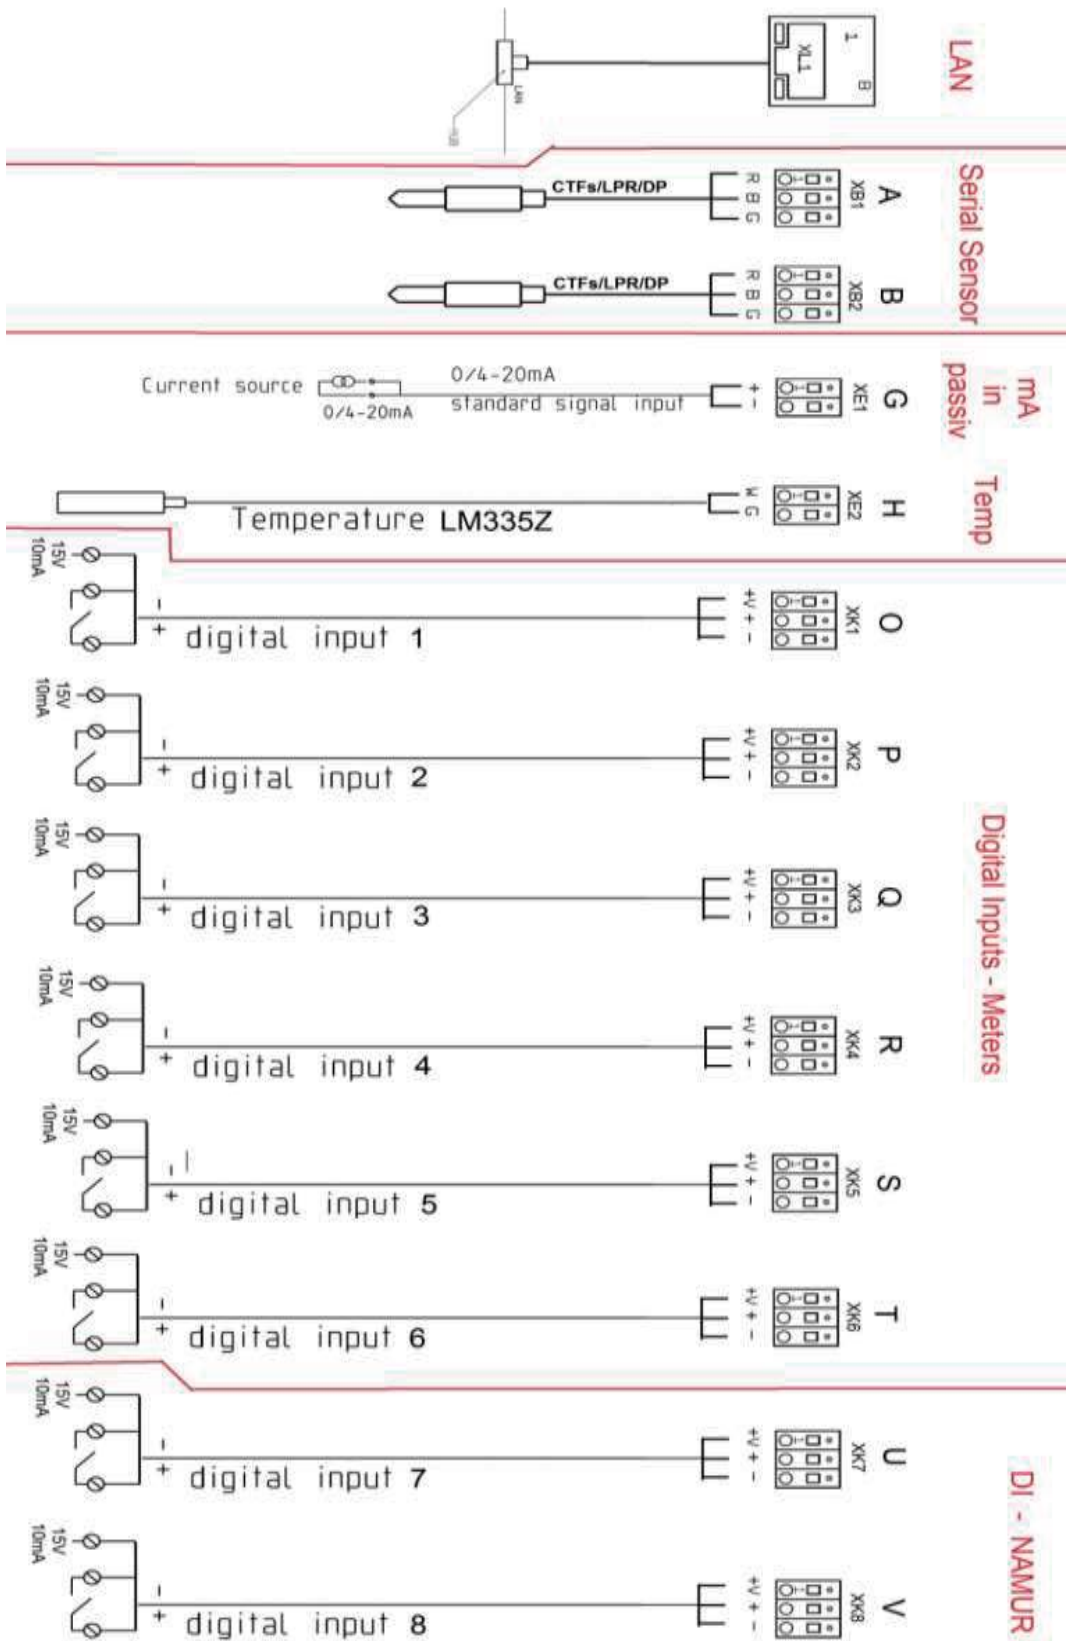 LAN
1
8
XL1
LAN
HUB
Serial Sensor
A
XB1
R B G
CTFs/LPR/DP
B
XB2
R B G
CTFs/LPR/DP
mA
in
passiv
G
XE1
+ -
0/4-20mA
standard signal input
Current source
0/4-20mA
Temp
H
XE2
W G
Temperature LM335Z
Digital Inputs - Meters
O
XK1
+V + -
- +
digital input 1
15V
10mA
P
XK2
+V + -
- +
digital input 2
15V
10mA
Q
XK3
+V + -
- +
digital input 3
15V
10mA
R
XK4
+V + -
- +
digital input 4
15V
10mA
S
XK5
+V + -
- +
digital input 5
15V
10mA
T
XK6
+V + -
- +
digital input 6
15V
10mA
DI - NAMUR
U
XK7
+V + -
- +
digital input 7
15V
10mA
V
XK8
+V + -
- +
digital input 8
15V
10mA